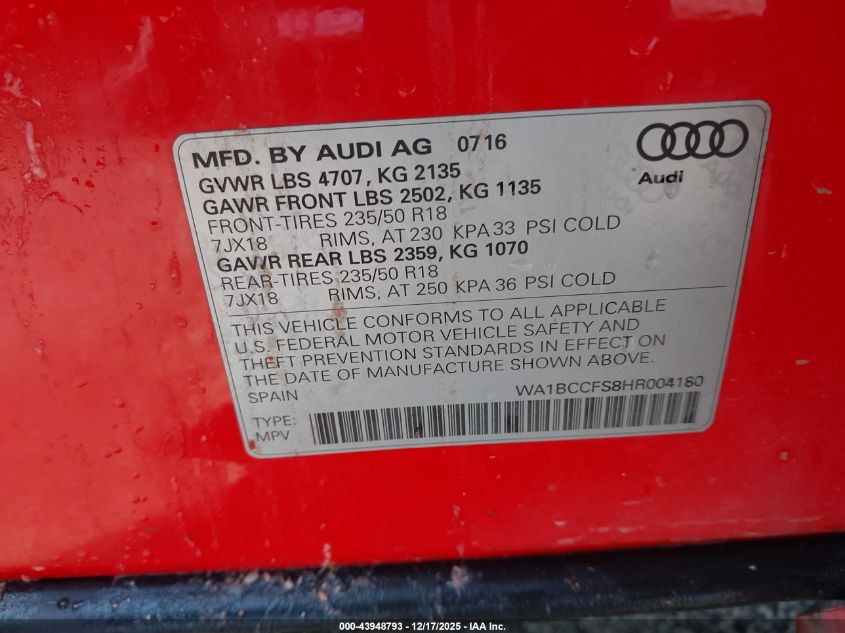 MFD. BY AUDI AG 07 16
GVWR LBS 4707, KG 2135
GAWR FRONT LBS 2502, KG 1135
FRONT-TIRES 235/50 R18
7JX18 RIMS, AT 230 KPA 33 PSI COLD
GAWR REAR LBS 2359, KG 1070
REAR-TIRES 235/50 R18
7JX18 RIMS, AT 250 KPA 36 PSI COLD
Audi
THIS VEHICLE CONFORMS TO ALL APPLICABLE
U.S. FEDERAL MOTOR VEHICLE SAFETY AND
THEFT PREVENTION STANDARDS IN EFFECT ON
THE DATE OF MANUFACTURE SHOWN ABOVE.
SPAIN WA1BCCFS8HR004180
TYPE:
MPV
000-43948793 – 12/17/2025 – IAA Inc.